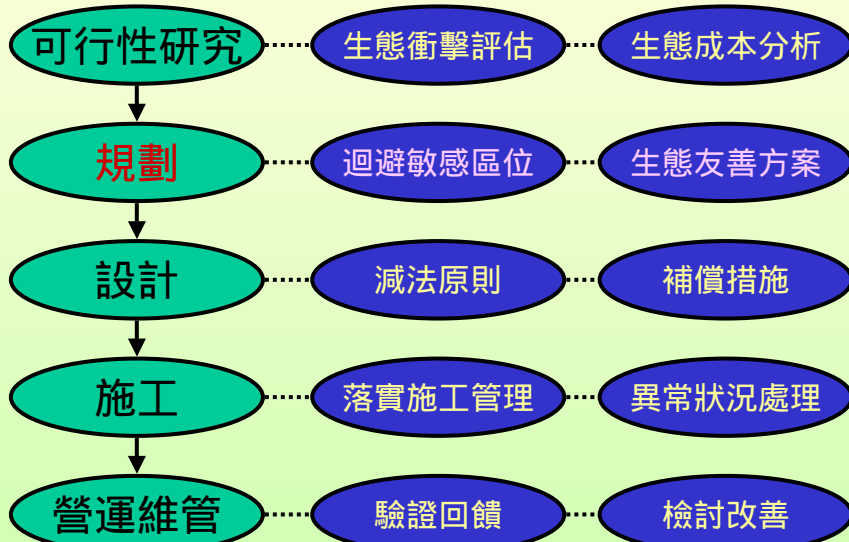 可行性研究
生態衝擊評估
生態成本分析
規劃
迴避敏感區位
生態友善方案
設計
減法原則
補償措施
施工
落實施工管理
異常狀況處理
營運維管
驗證回饋
檢討改善